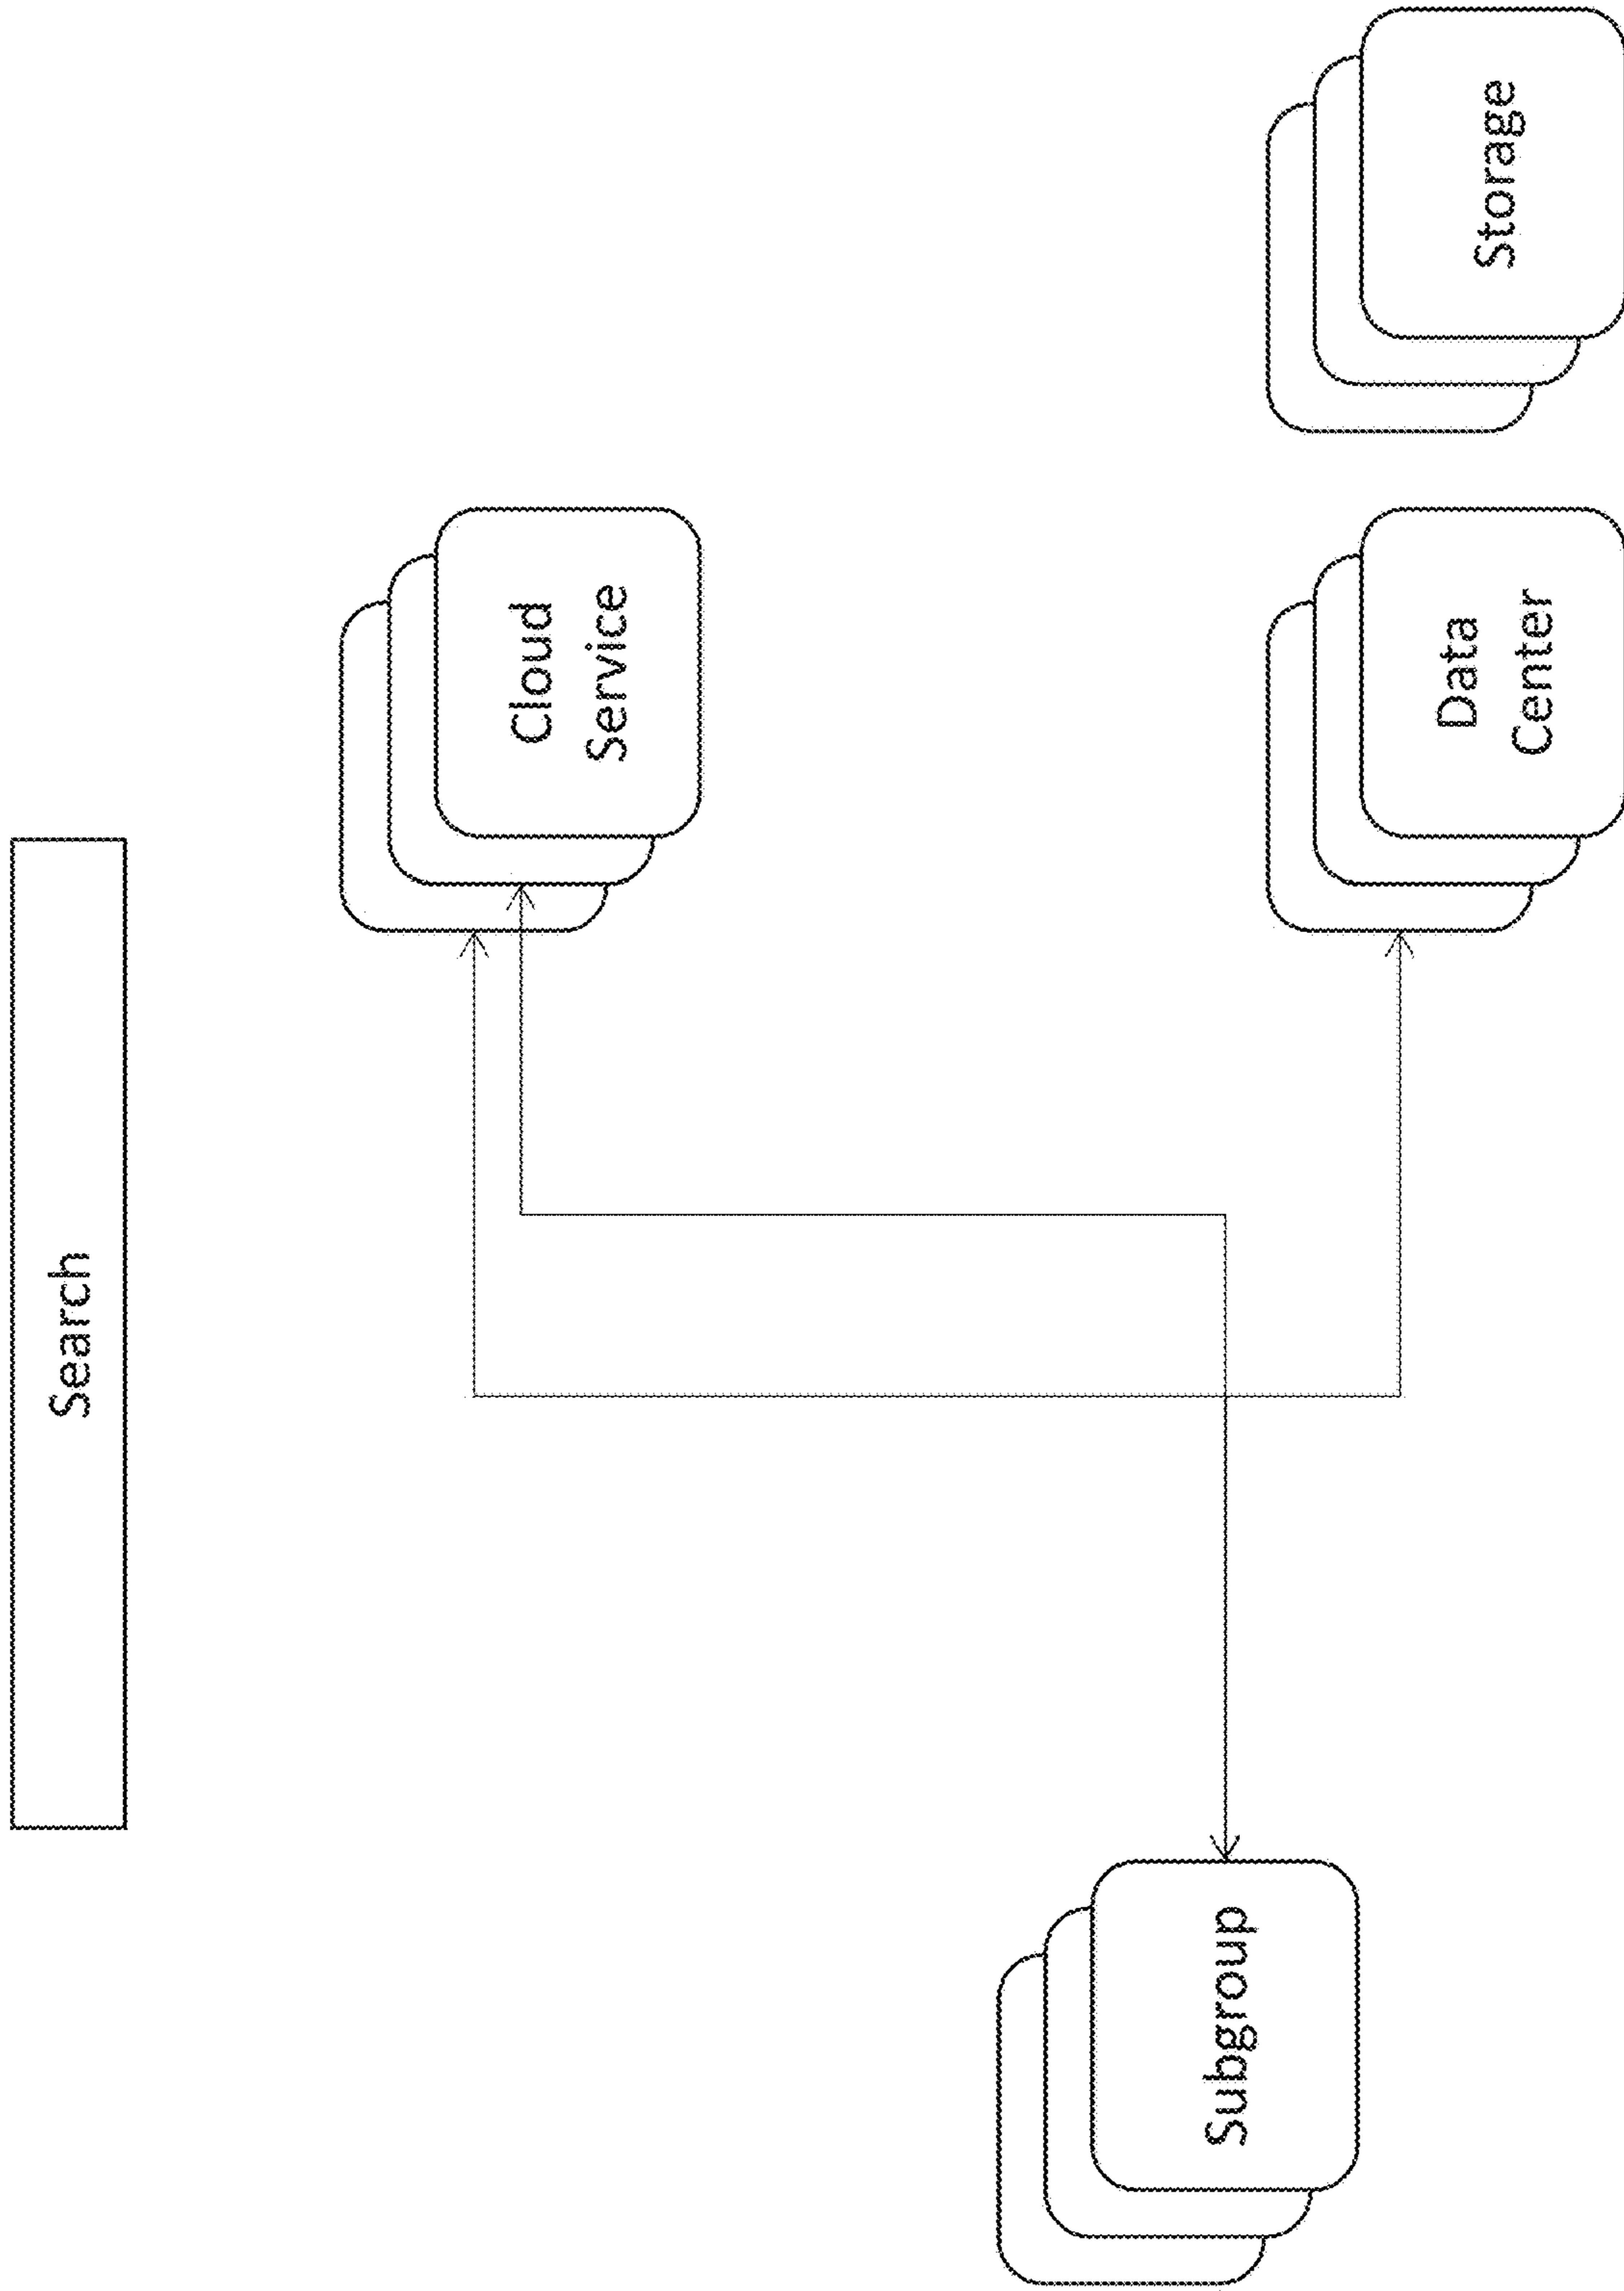 Search
Cloud
Service
Subgroup
Data
Center
Storage